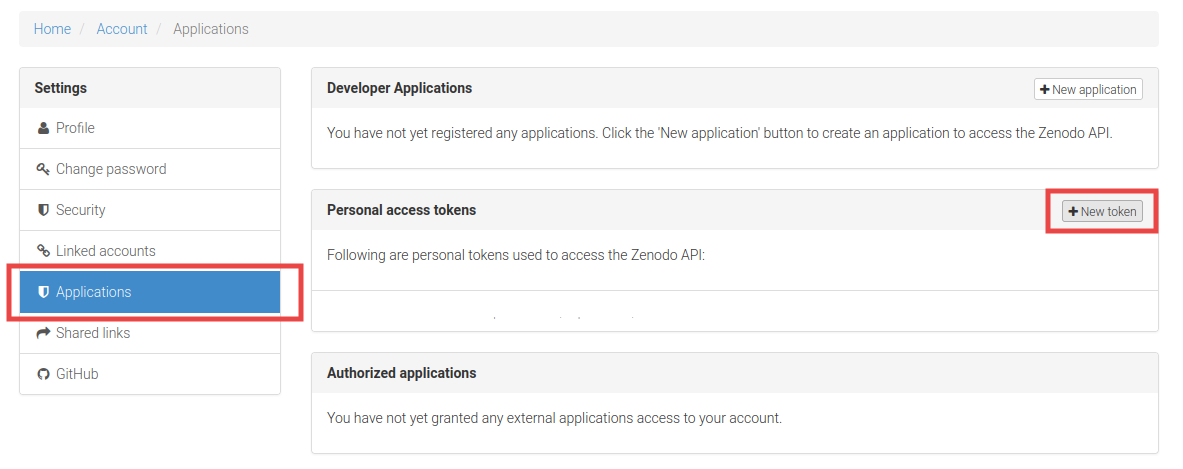 Home / Account / Applications
Settings
Profile
Change password
Security
Linked accounts
Applications
Shared links
GitHub
Developer Applications
New application
You have not yet registered any applications. Click the 'New application' button to create an application to access the Zenodo API.
Personal access tokens
New token
Following are personal tokens used to access the Zenodo API:
Authorized applications
You have not yet granted any external applications access to your account.